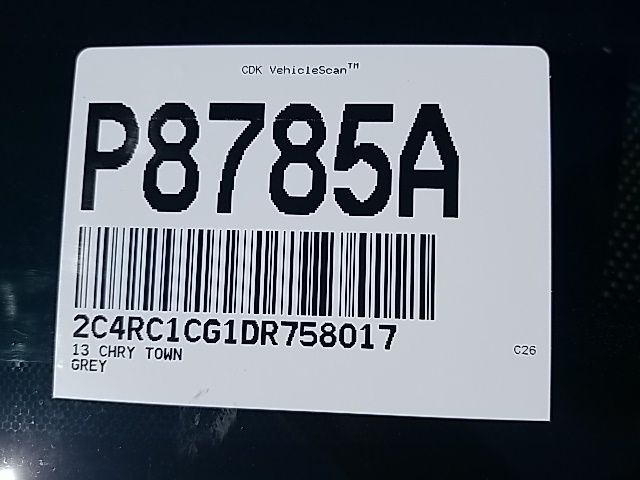 CDK VehicleScan™
P8785A
2C4RC1CG1DR758017
13 CHRY TOWN
GREY
C26